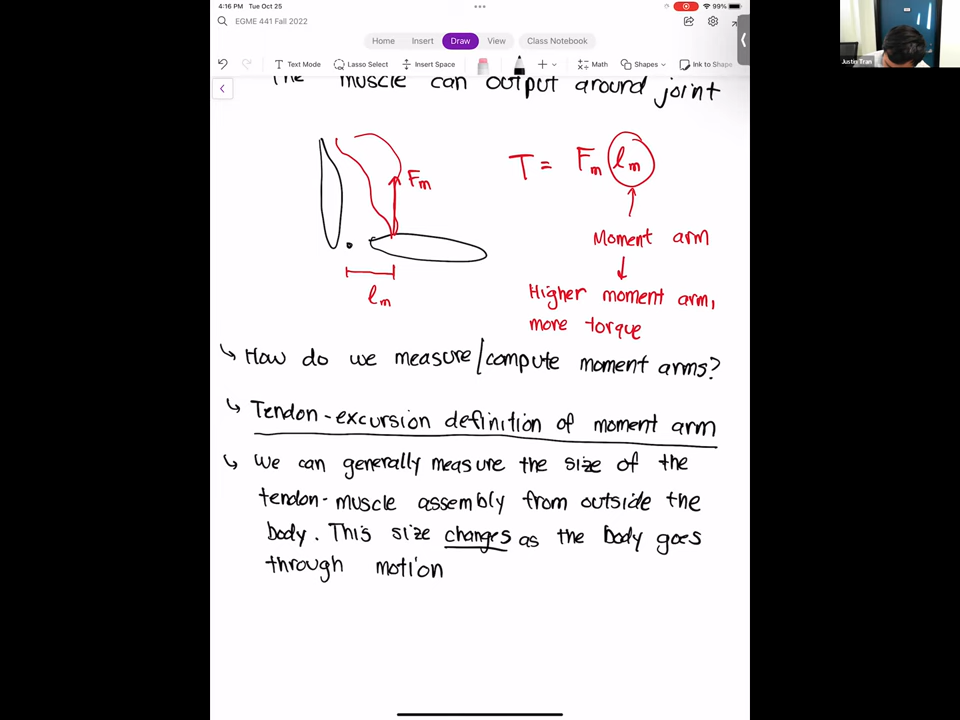 4:16 PM Tue Oct 25
99%
EGME 441 Fall 2022
Home Insert Draw View Class Notebook
Text Mode Lasso Select Insert Space Math Shapes Ink to Shape
Justin Tran
The muscle can output around joint
Fm
T = Fm lm
Moment arm
lm
Higher moment arm,
more torque
How do we measure/compute moment arms?
Tendon-excursion definition of moment arm
We can generally measure the size of the
tendon-muscle assembly from outside the
body. This size changes as the body goes
through motion